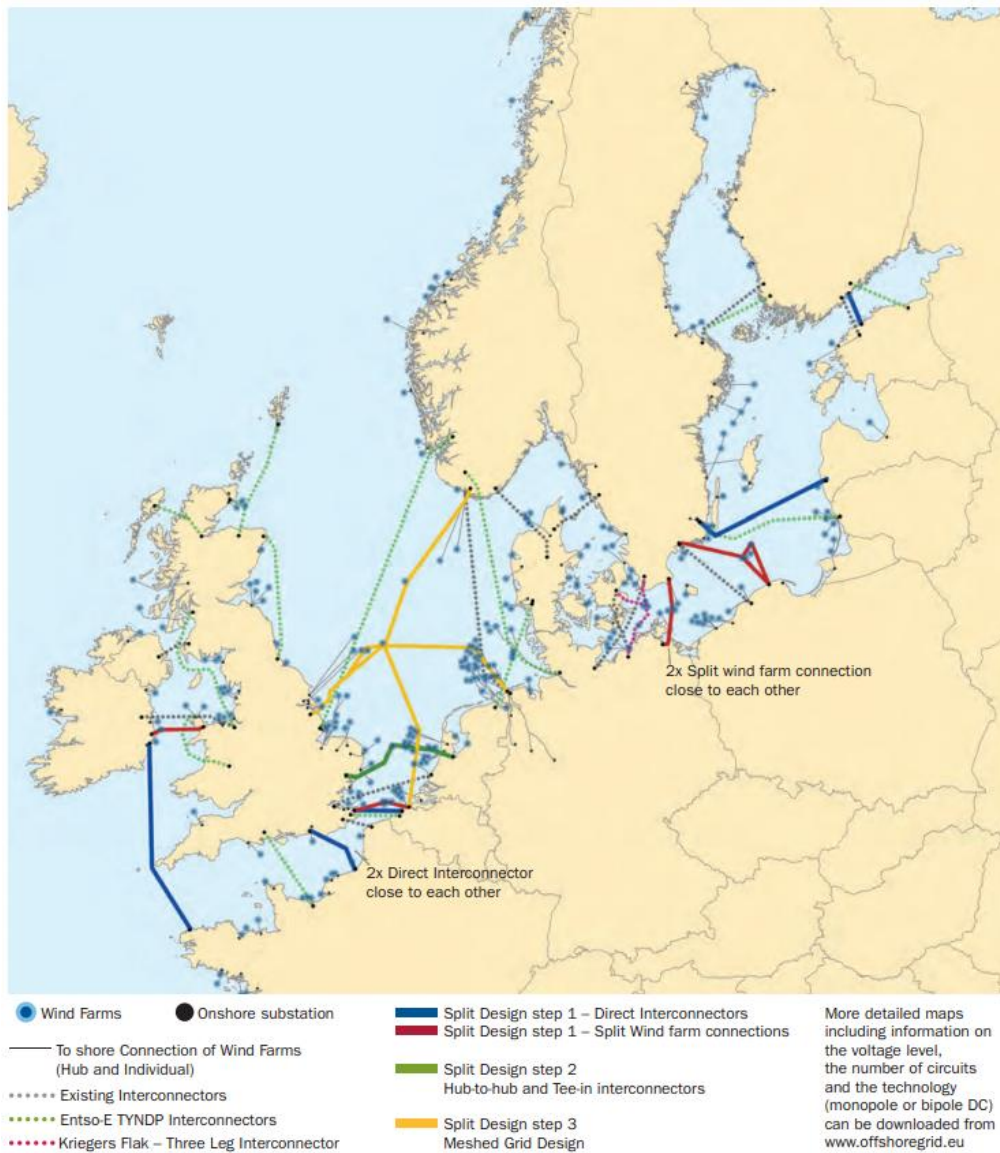 2x Split wind farm connection
close to each other
2x Direct Interconnector
close to each other
Wind Farms
Onshore substation
To shore Connection of Wind Farms
(Hub and Individual)
Existing Interconnectors
Entso-E TYNDP Interconnectors
Kriegers Flak – Three Leg Interconnector
Split Design step 1 – Direct Interconnectors
Split Design step 1 – Split Wind farm connections
Split Design step 2
Hub-to-hub and Tee-in interconnectors
Split Design step 3
Meshed Grid Design
More detailed maps
including information on
the voltage level,
the number of circuits
and the technology
(monopole or bipole DC)
can be downloaded from
www.offshoregrid.eu